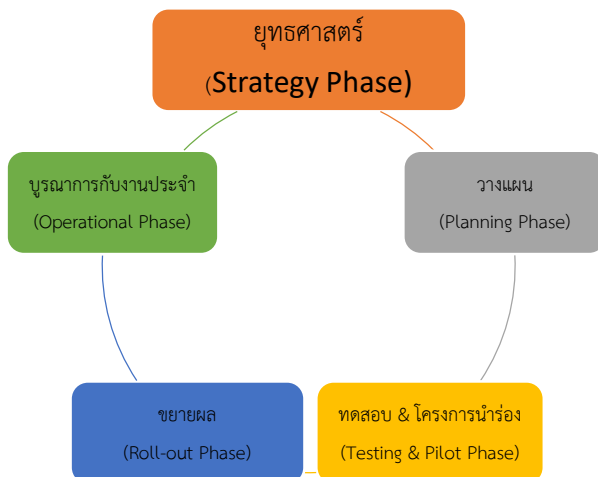 ยุทธศาสตร์
(Strategy Phase)
วางแผน
(Planning Phase)
ทดสอบ & โครงการนำร่อง
(Testing & Pilot Phase)
ขยายผล
(Roll-out Phase)
บูรณาการกับงานประจำ
(Operational Phase)